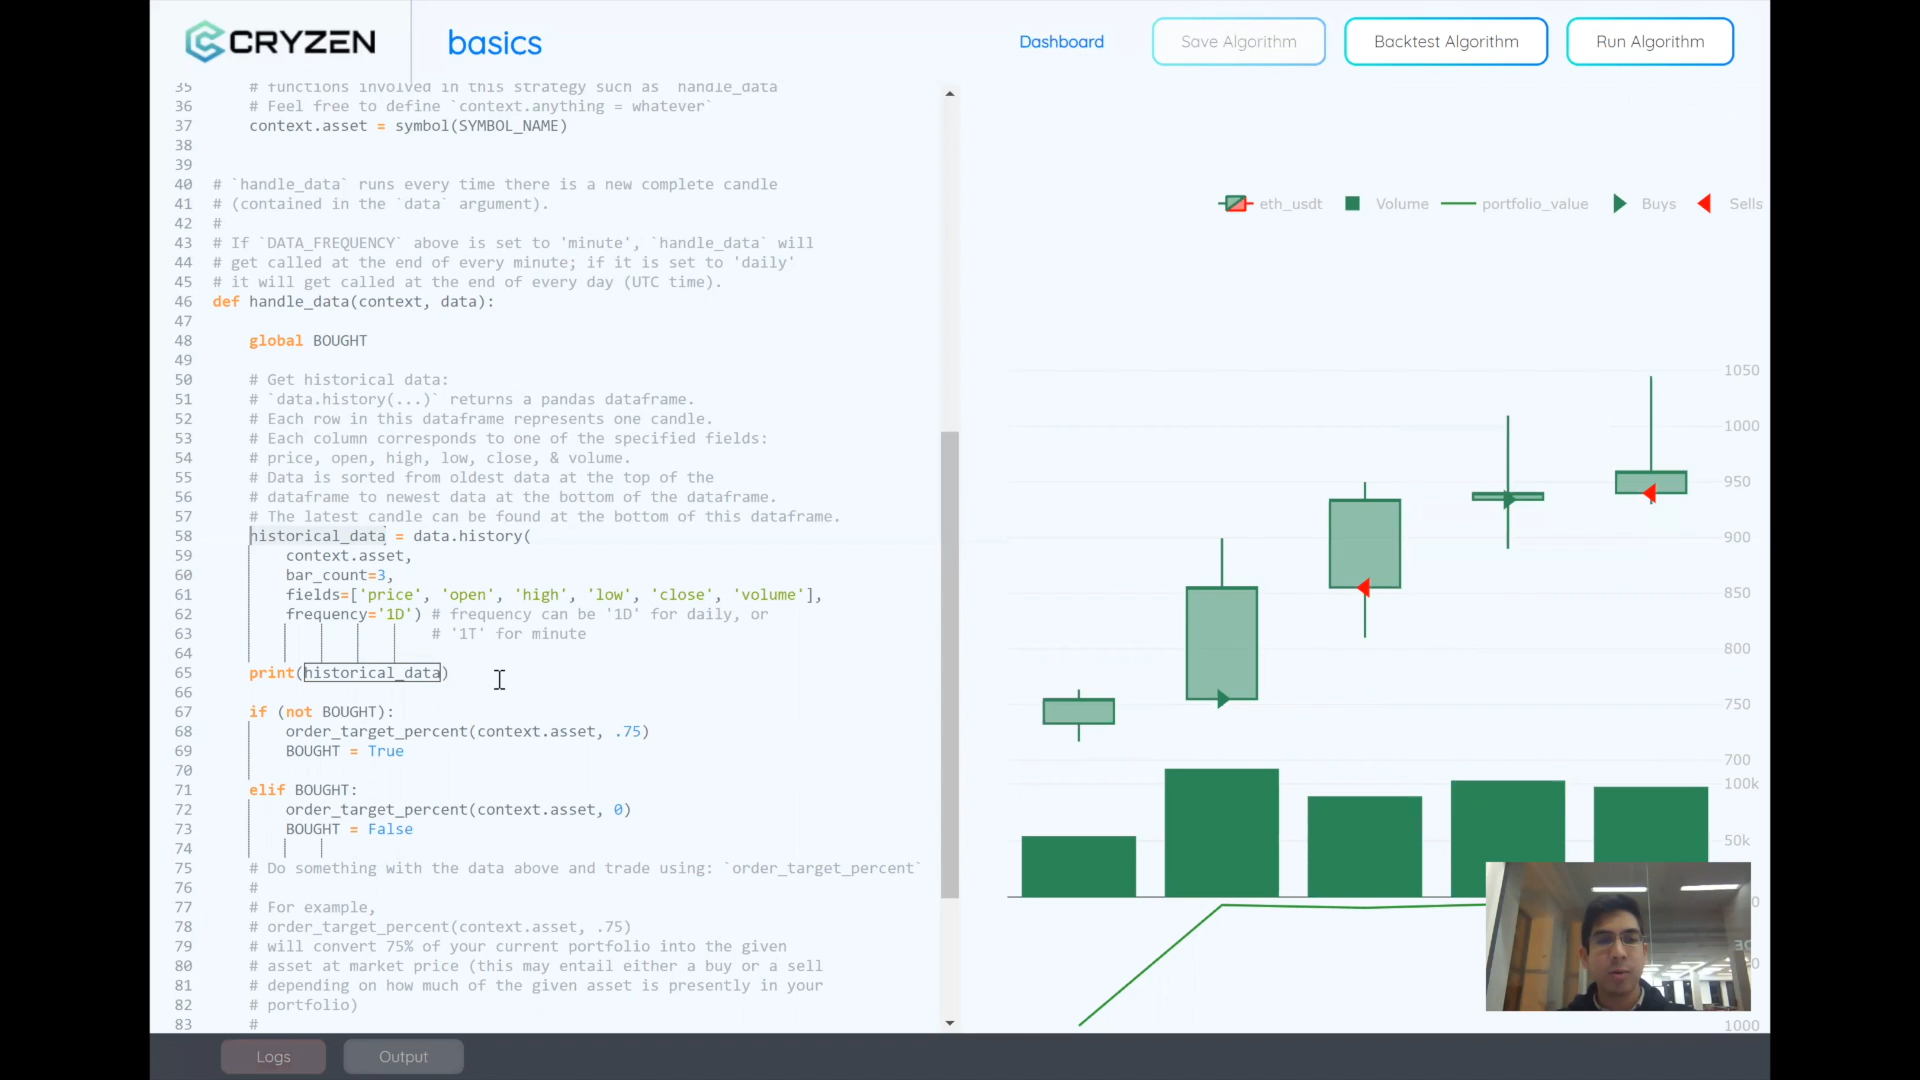 CRYZEN
basics
Dashboard
Save Algorithm
Backtest Algorithm
Run Algorithm
35 # functions involved in this strategy such as `handle_data
36 # Feel free to define `context.anything = whatever`
37 context.asset = symbol(SYMBOL_NAME)
38
39
40 # `handle_data` runs every time there is a new complete candle
41 # (contained in the `data` argument).
42 #
43 # If `DATA_FREQUENCY` above is set to 'minute', `handle_data` will
44 # get called at the end of every minute; if it is set to 'daily'
45 # it will get called at the end of every day (UTC time).
46 def handle_data(context, data):
47
48 global BOUGHT
49
50 # Get historical data:
51 # `data.history(...)` returns a pandas dataframe.
52 # Each row in this dataframe represents one candle.
53 # Each column corresponds to one of the specified fields:
54 # price, open, high, low, close, & volume.
55 # Data is sorted from oldest data at the top of the
56 # dataframe to newest data at the bottom of the dataframe.
57 # The latest candle can be found at the bottom of this dataframe.
58 historical_data = data.history(
59 context.asset,
60 bar_count=3,
61 fields=['price', 'open', 'high', 'low', 'close', 'volume'],
62 frequency='1D') # frequency can be '1D' for daily, or
63 # '1T' for minute
64
65 print(historical_data)
66
67 if (not BOUGHT):
68 order_target_percent(context.asset, .75)
69 BOUGHT = True
70
71 elif BOUGHT:
72 order_target_percent(context.asset, 0)
73 BOUGHT = False
74
75 # Do something with the data above and trade using: `order_target_percent`
76 #
77 # For example,
78 # order_target_percent(context.asset, .75)
79 # will convert 75% of your current portfolio into the given
80 # asset at market price (this may entail either a buy or a sell
81 # depending on how much of the given asset is presently in your
82 # portfolio)
83 #
eth_usdt
Volume
portfolio_value
Buys
Sells
1050
1000
950
900
850
800
750
700
100k
50k
1000
Logs
Output